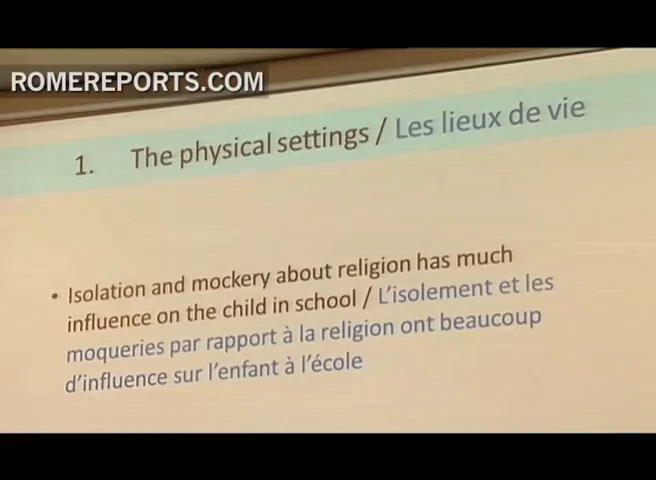 ROMEREPORTS.COM
1. The physical settings / Les lieux de vie
• Isolation and mockery about religion has much
influence on the child in school / L'isolement et les
moqueries par rapport à la religion ont beaucoup
d'influence sur l'enfant à l'école